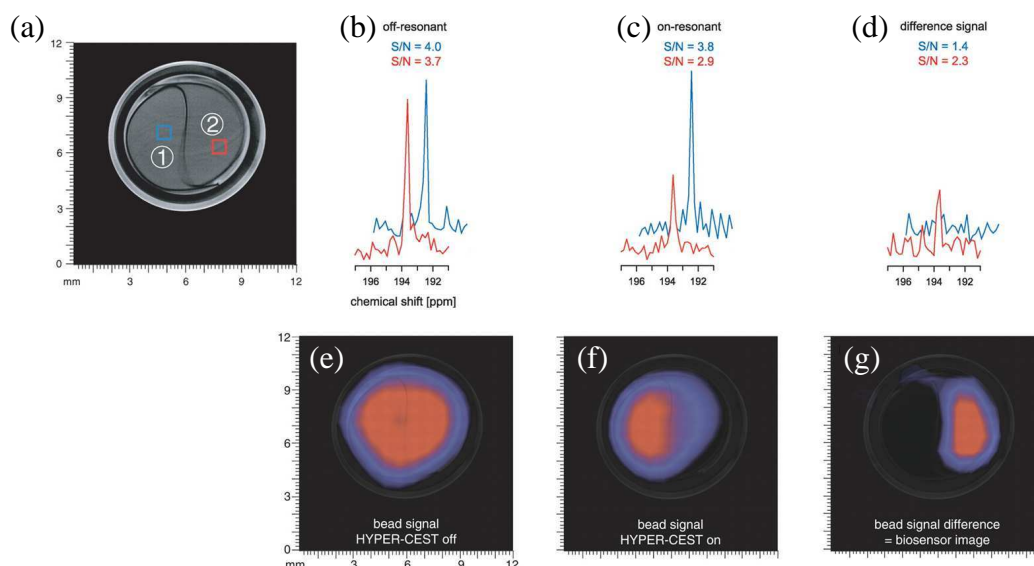 (a)
12
9
6
3
0
mm 3 6 9 12
①
②
(b)
off-resonant
S/N = 4.0
S/N = 3.7
196 194 192
chemical shift [ppm]
(c)
on-resonant
S/N = 3.8
S/N = 2.9
196 194 192
(d)
difference signal
S/N = 1.4
S/N = 2.3
196 194 192
(e)
12
9
6
3
0
mm 3 6 9 12
bead signal
HYPER-CEST off
(f)
bead signal
HYPER-CEST on
(g)
bead signal difference
= biosensor image